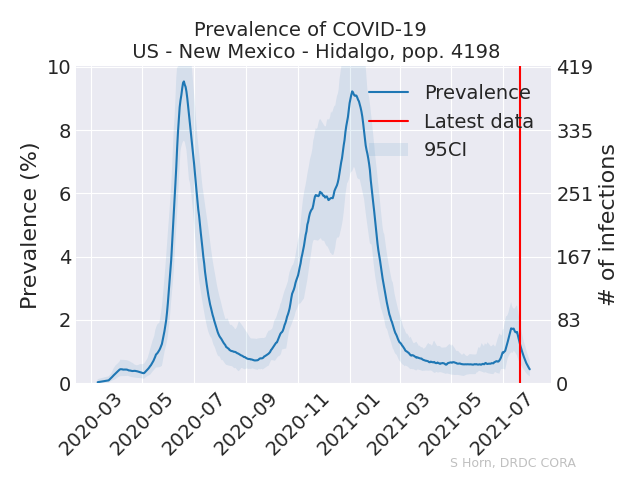 Prevalence of COVID-19
US - New Mexico - Hidalgo, pop. 4198
Prevalence (%)
10
8
6
4
2
0
Prevalence
Latest data
95CI
419
335
251
167
83
0
# of infections
2020-03
2020-05
2020-07
2020-09
2020-11
2021-01
2021-03
2021-05
2021-07
S Horn, DRDC CORA